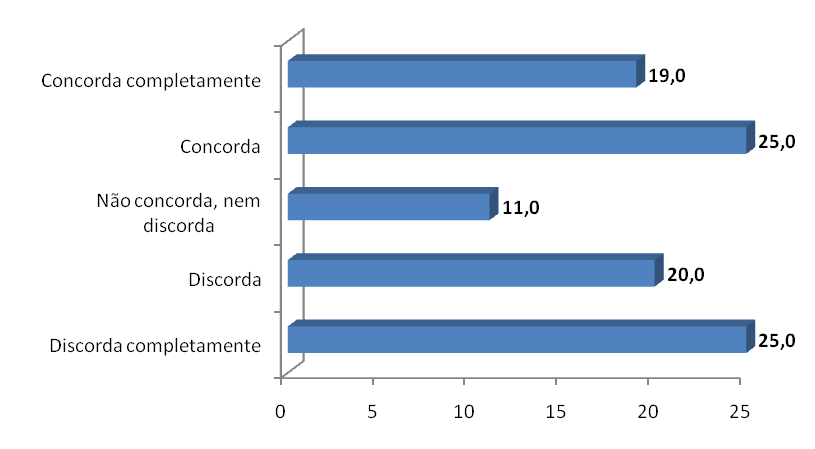 Concorda completamente
19,0
Concorda
25,0
Não concorda, nem
discorda
11,0
Discorda
20,0
Discorda completamente
25,0
0 5 10 15 20 25